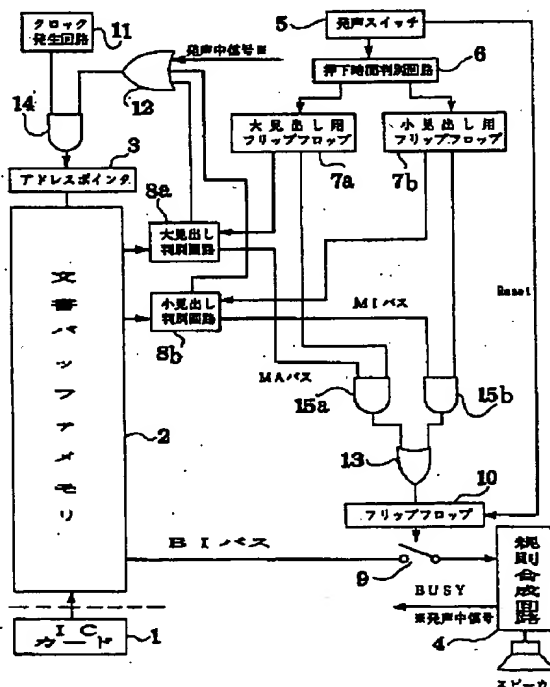 クロック
発生回路
11
5
発声スイッチ
発声中信号※
6
押下時間判別回路
12
14
3
大見出し用
フリップフロップ
7a
小見出し用
フリップフロップ
7b
アドレスポインタ
8a
大見出し
判別回路
小見出し
判別回路
8b
MIバス
Reset
MAバス
15a
15b
文書バッファメモリ
2
13
10
フリップフロップ
BIバス
9
規則合成回路
BUSY
※発声中信号
4
ICカード
1
スピーカ